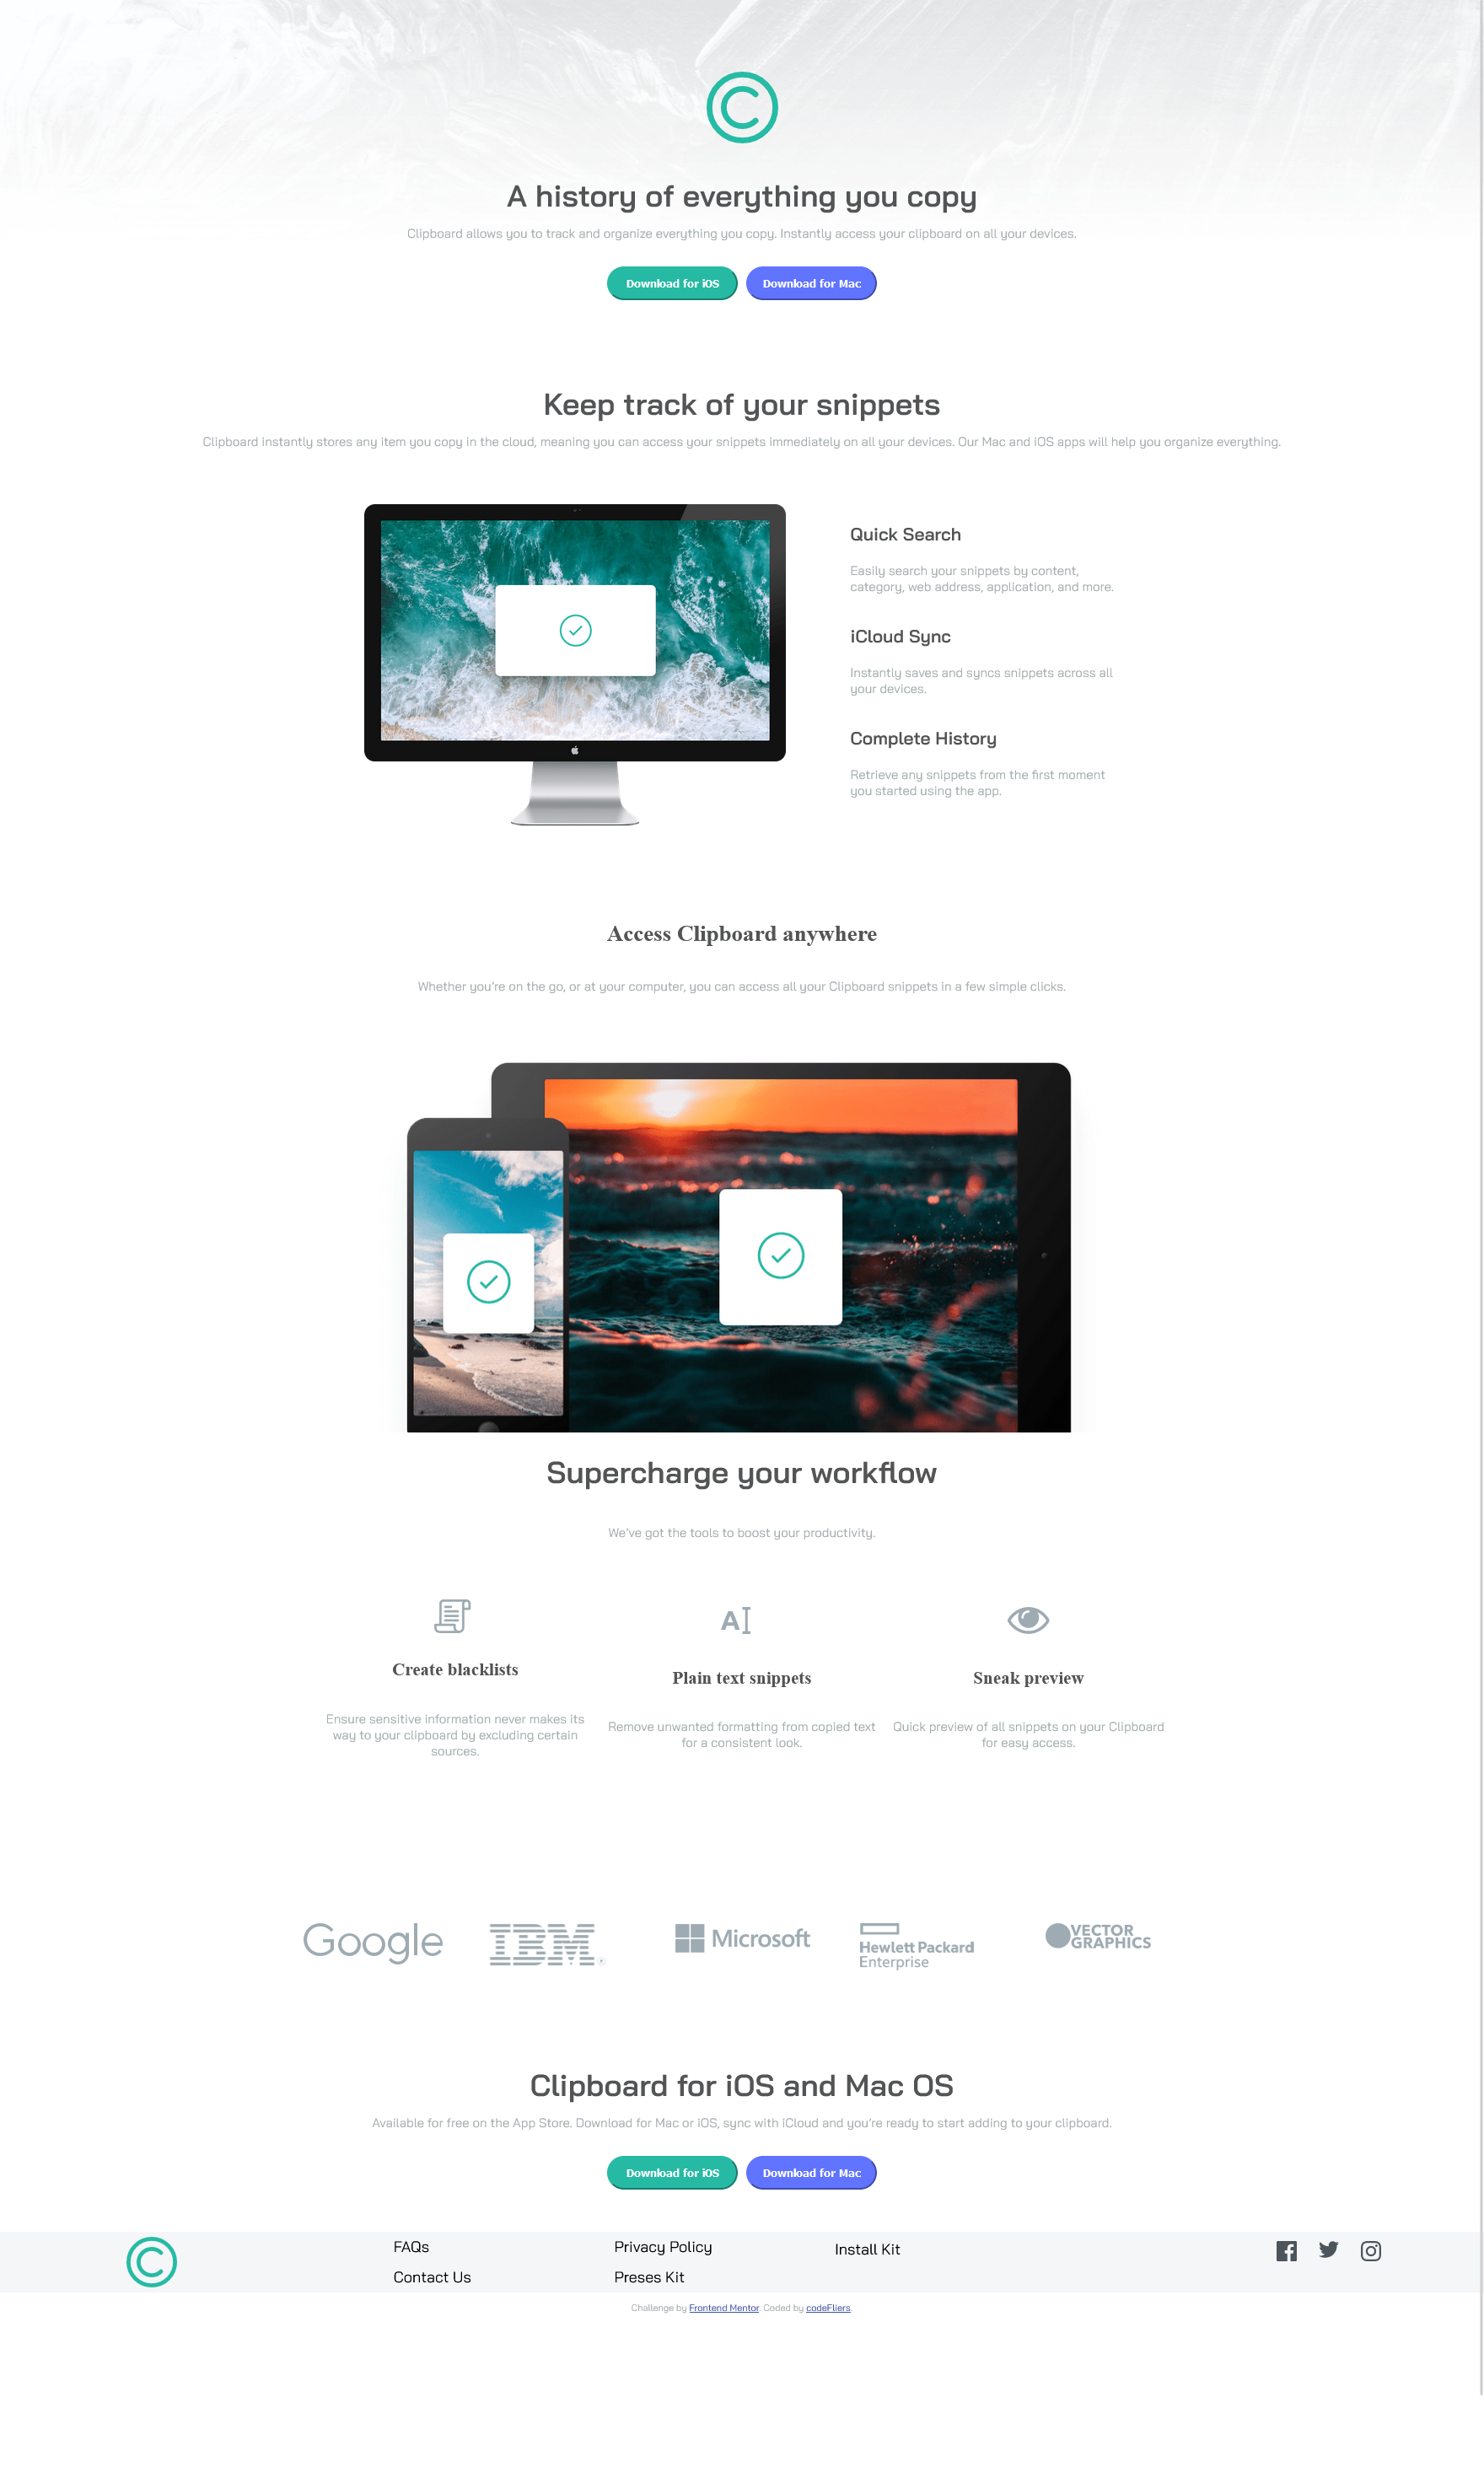 A history of everything you copy
Clipboard allows you to track and organize everything you copy. Instantly access your clipboard on all your devices.
Download for iOS
Download for Mac
Keep track of your snippets
Clipboard instantly stores any item you copy in the cloud, meaning you can access your snippets immediately on all your devices. Our Mac and iOS apps will help you organize everything.
Quick Search
Easily search your snippets by content,
category, web address, application, and more.
iCloud Sync
Instantly saves and syncs snippets across all
your devices.
Complete History
Retrieve any snippets from the first moment
you started using the app.
Access Clipboard anywhere
Whether you're on the go, or at your computer, you can access all your Clipboard snippets in a few simple clicks.
Supercharge your workflow
We've got the tools to boost your productivity.
Create blacklists
Ensure sensitive information never makes its
way to your clipboard by excluding certain
sources.
Plain text snippets
Remove unwanted formatting from copied text
for a consistent look.
Sneak preview
Quick preview of all snippets on your Clipboard
for easy access.
Google
IBM
Microsoft
Hewlett Packard
Enterprise
VECTOR
GRAPHICS
Clipboard for iOS and Mac OS
Available for free on the App Store. Download for Mac or iOS, sync with iCloud and you're ready to start adding to your clipboard.
Download for iOS
Download for Mac
FAQs
Contact Us
Privacy Policy
Preses Kit
Install Kit
Challenge by Frontend Mentor. Coded by codeFliers.